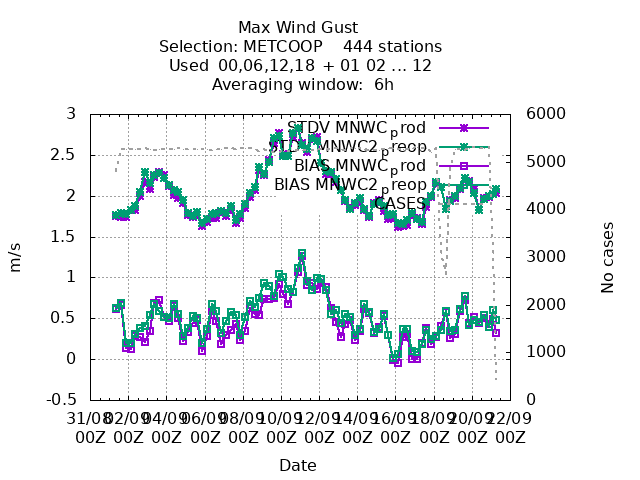 Max Wind Gust
Selection: METCOOP    444 stations
Used  00,06,12,18 + 01 02 ... 12
Averaging window:  6h
3
2.5
2
1.5
1
0.5
0
-0.5
m/s
6000
5000
4000
3000
2000
1000
0
No cases
STDV MNWC_prod
STDV MNWC2_preop
BIAS MNWC_prod
BIAS MNWC2_preop
CASES
31/08 02/09 04/09 06/09 08/09 10/09 12/09 14/09 16/09 18/09 20/09 22/09
00Z 00Z 00Z 00Z 00Z 00Z 00Z 00Z 00Z 00Z 00Z 00Z
Date